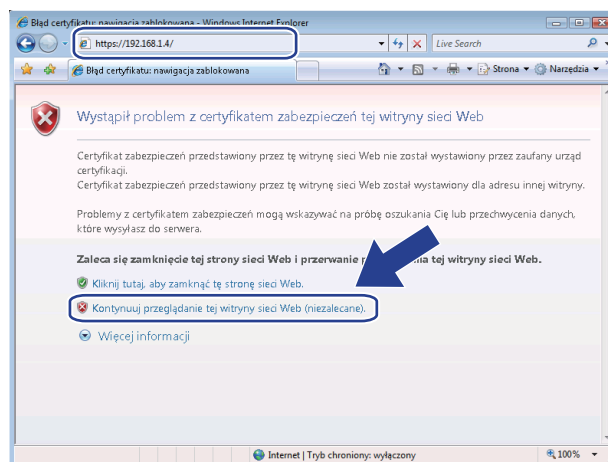 Błąd certyfikatu: nawigacja zablokowana - Windows Internet Explorer
https://192.168.1.4/
Live Search
Błąd certyfikatu: nawigacja zablokowana
Strona
Narzędzia
Wystąpił problem z certyfikatem zabezpieczeń tej witryny sieci Web
Certyfikat zabezpieczeń przedstawiony przez tę witrynę sieci Web nie został wystawiony przez zaufany urząd
certyfikacji.
Certyfikat zabezpieczeń przedstawiony przez tę witrynę sieci Web został wystawiony dla adresu innej witryny.
Problemy z certyfikatem zabezpieczeń mogą wskazywać na próbę oszukania Cię lub przechwycenia danych,
które wysyłasz do serwera.
Zaleca się zamknięcie tej strony sieci Web i przerwanie tej witryny sieci Web.
Kliknij tutaj, aby zamknąć tę stronę sieci Web.
Kontynuuj przeglądanie tej witryny sieci Web (niezalecane).
Więcej informacji
Internet | Tryb chroniony: wyłączony
100%